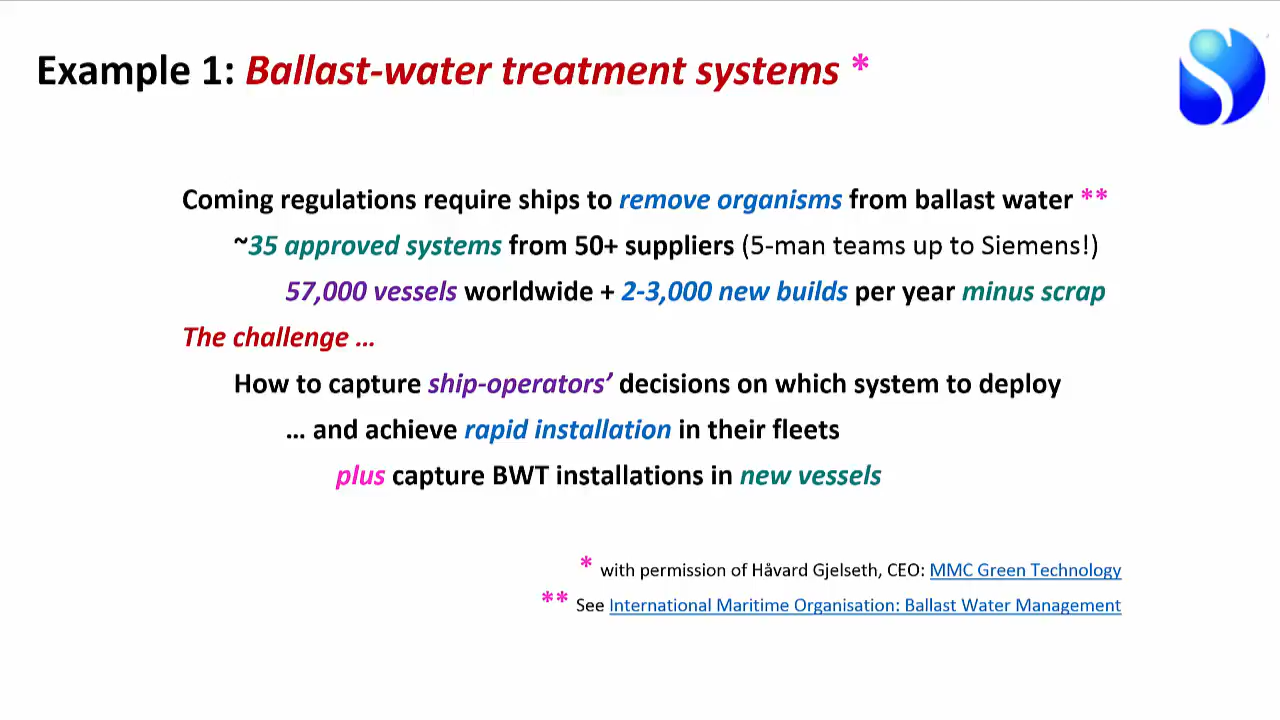 Example 1: Ballast-water treatment systems *
Coming regulations require ships to remove organisms from ballast water **
~35 approved systems from 50+ suppliers (5-man teams up to Siemens!)
57,000 vessels worldwide + 2-3,000 new builds per year minus scrap
The challenge …
How to capture ship-operators’ decisions on which system to deploy
… and achieve rapid installation in their fleets
plus capture BWT installations in new vessels
* with permission of Håvard Gjelseth, CEO: MMC Green Technology
** See International Maritime Organisation: Ballast Water Management